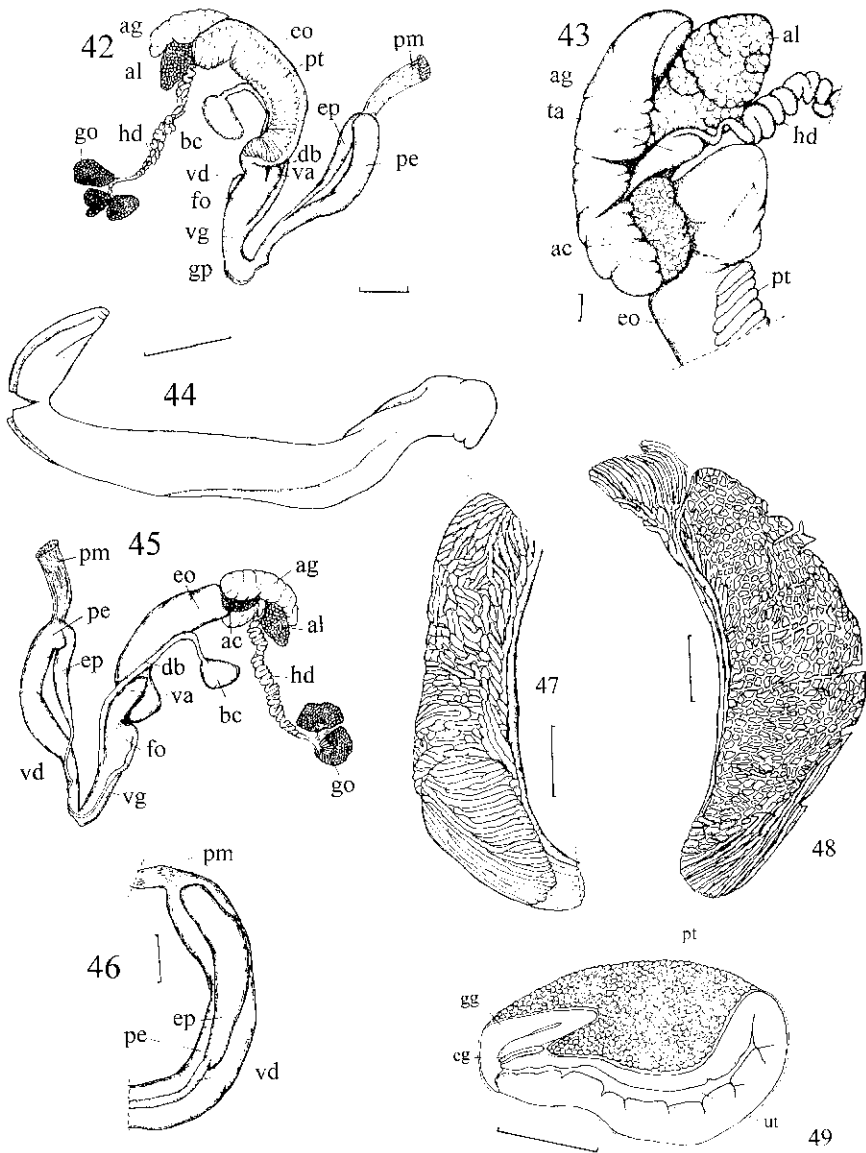 42
ag
al
eo
pt
pm
hd
go
bc
ep
pe
vd
db
va
fo
vg
gp
43
al
ag
ta
hd
ac
pt
eo
44
45
pm
eo
ag
pe
ac
al
ep
db
hd
va
bc
fo
go
vd
vg
47
48
46
pm
ep
pe
vd
pt
gg
cg
ut
49